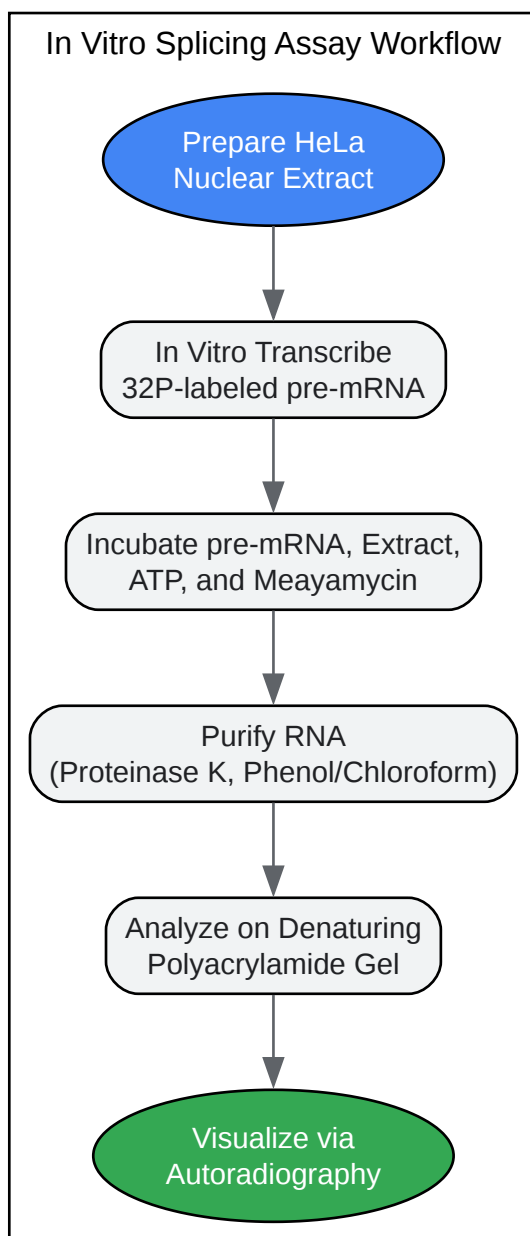 In Vitro Splicing Assay Workflow
Prepare HeLa
Nuclear Extract
In Vitro Transcribe
32P-labeled pre-mRNA
Incubate pre-mRNA, Extract,
ATP, and Meayamycin
Purify RNA
(Proteinase K, Phenol/Chloroform)
Analyze on Denaturing
Polyacrylamide Gel
Visualize via
Autoradiography